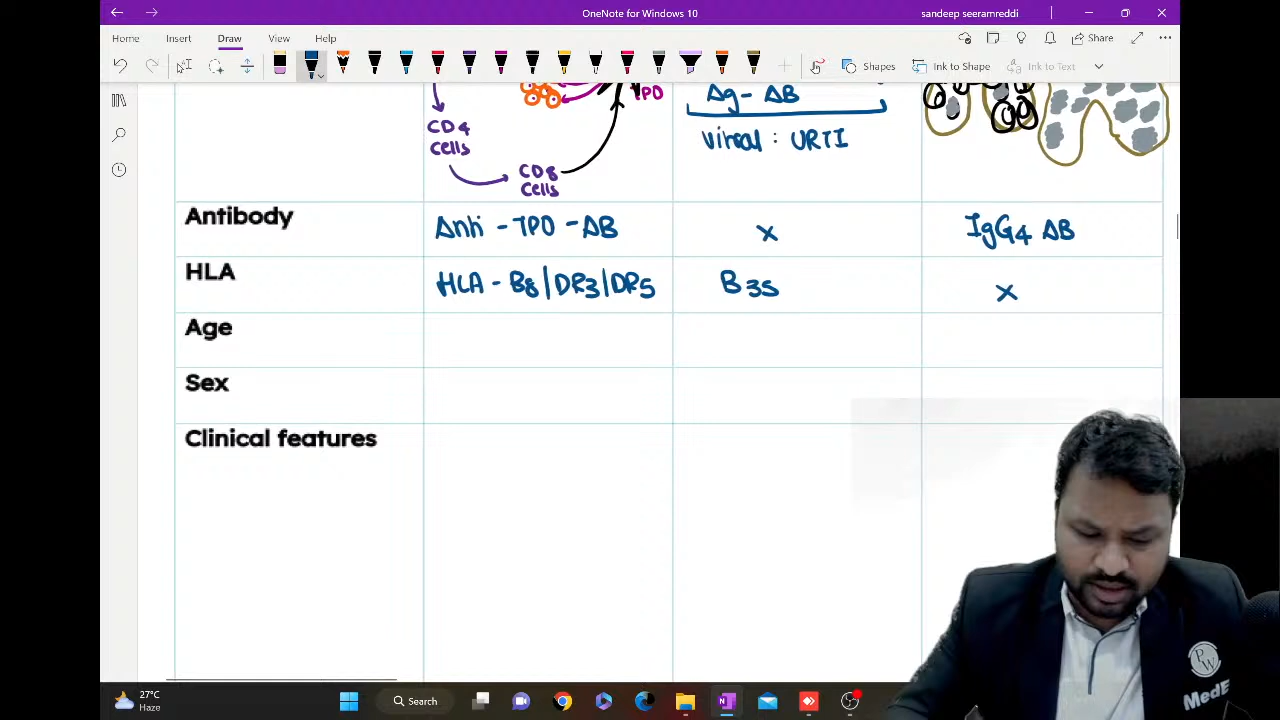 OneNote for Windows 10
sandeep seeramreddi
Home Insert Draw View Help
Share
Shapes
Ink to Shape
Ink to Text
TPO
Ag - AB
CD4 cells
Viral : URTI
CD8 cells
Antibody Anti - TPO - AB x IgG4 AB
HLA HLA - B8/DR3/DR5 B35 x
Age
Sex
Clinical features
PW
MedE
27°C
Haze
Search